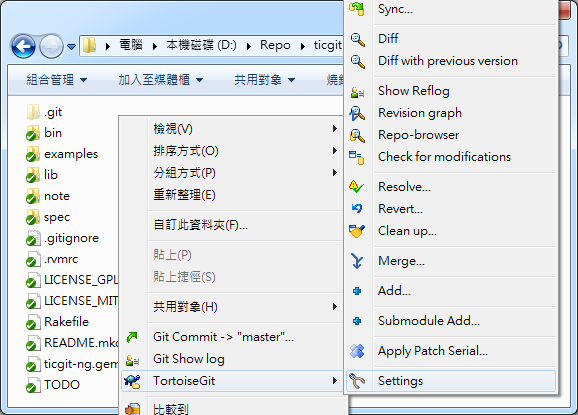 電腦 ▸ 本機磁碟 (D:) ▸ Repo ▸ ticgit
組合管理 ▼ 加入至媒體櫃 ▼ 共用對象 ▼
.git
bin
examples
lib
note
spec
.gitignore
.rvmrc
LICENSE_GPL
LICENSE_MIT
Rakefile
README.mkd
ticgit-ng.gem
TODO
檢視(V)
排序方式(O)
分組方式(P)
重新整理(E)
自訂此資料夾(F)...
貼上(P)
貼上捷徑(S)
共用對象(H)
Git Commit -> "master"...
Git Show log
TortoiseGit
比較到
Sync...
Diff
Diff with previous version
Show Reflog
Revision graph
Repo-browser
Check for modifications
Resolve...
Revert...
Clean up...
Merge...
Add...
Submodule Add...
Apply Patch Serial...
Settings